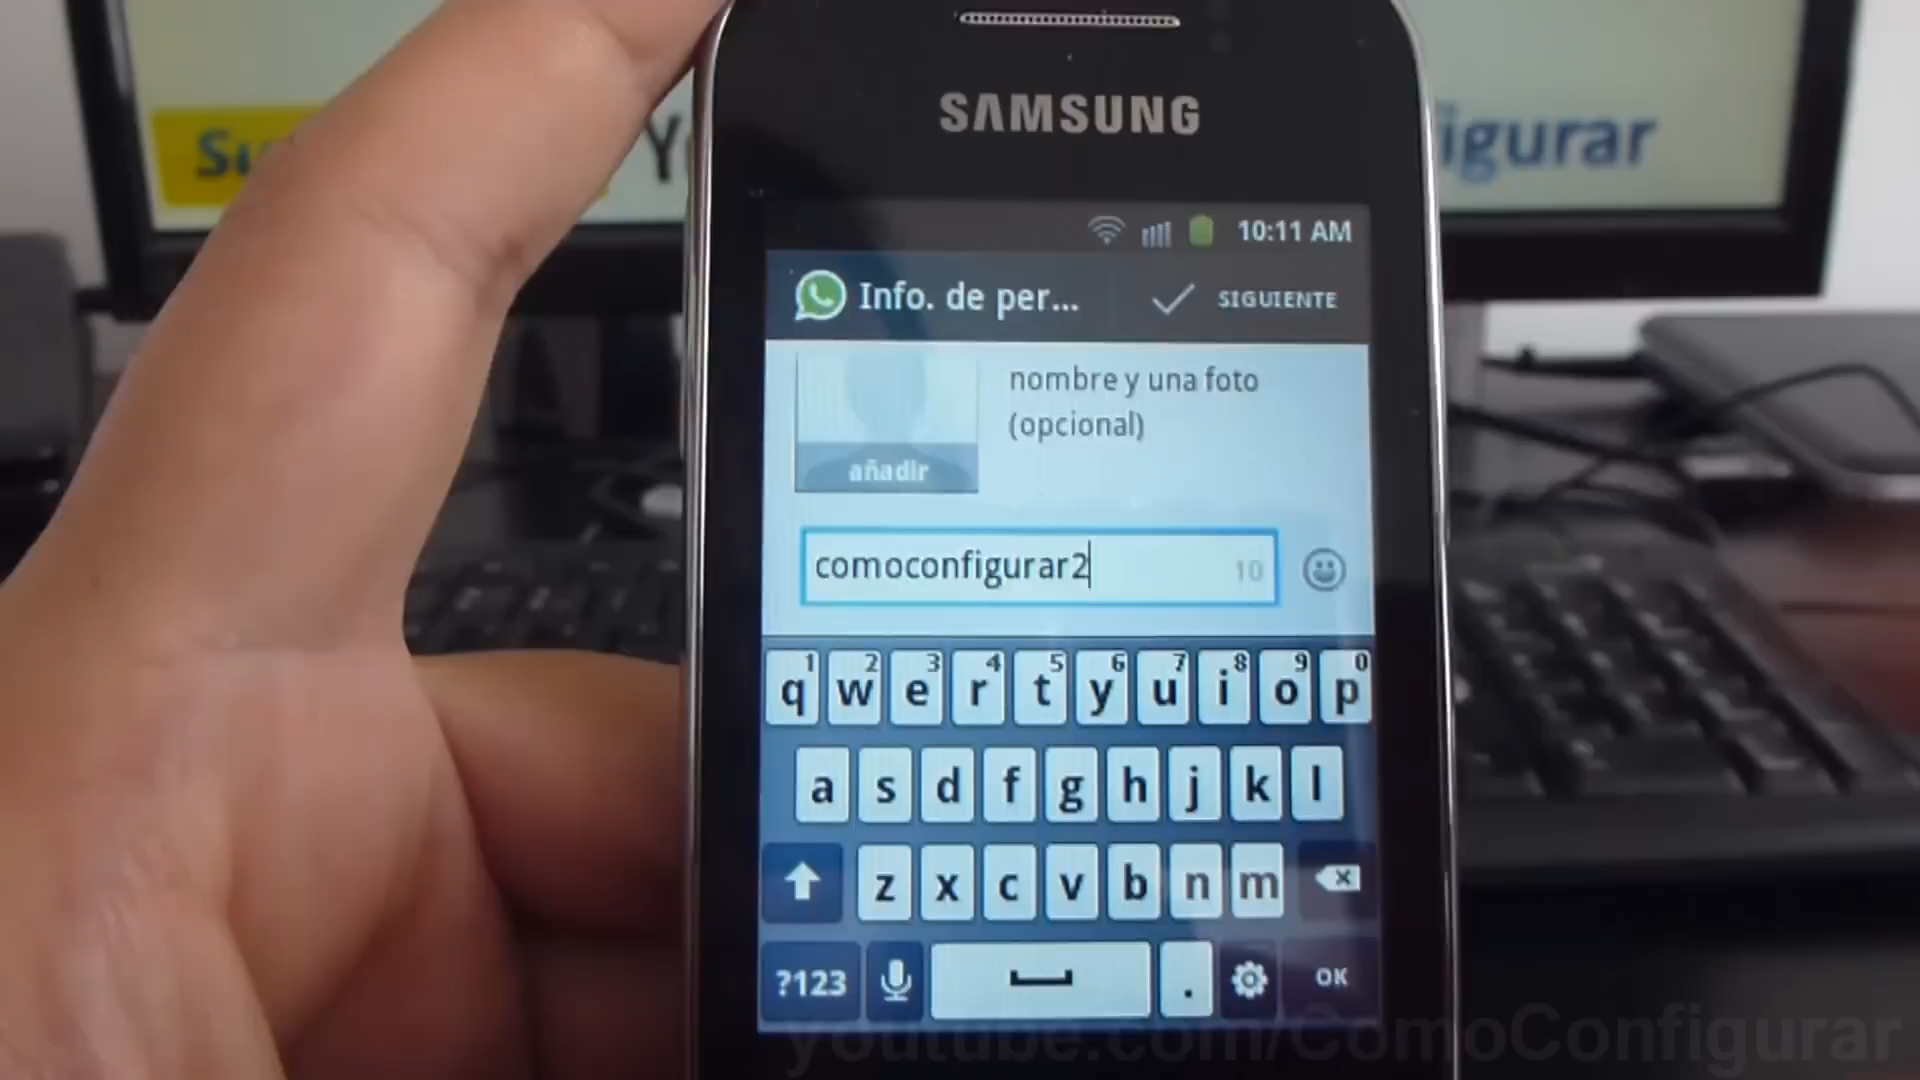 igurar
SAMSUNG
10:11 AM
Info. de per... SIGUIENTE
nombre y una foto
(opcional)
añadir
comoconfigurar2 10
1 2 3 4 5 6 7 8 9 0
q w e r t y u i o p
a s d f g h j k l
z x c v b n m
?123 . OK
youtube.com/ComoConfigurar